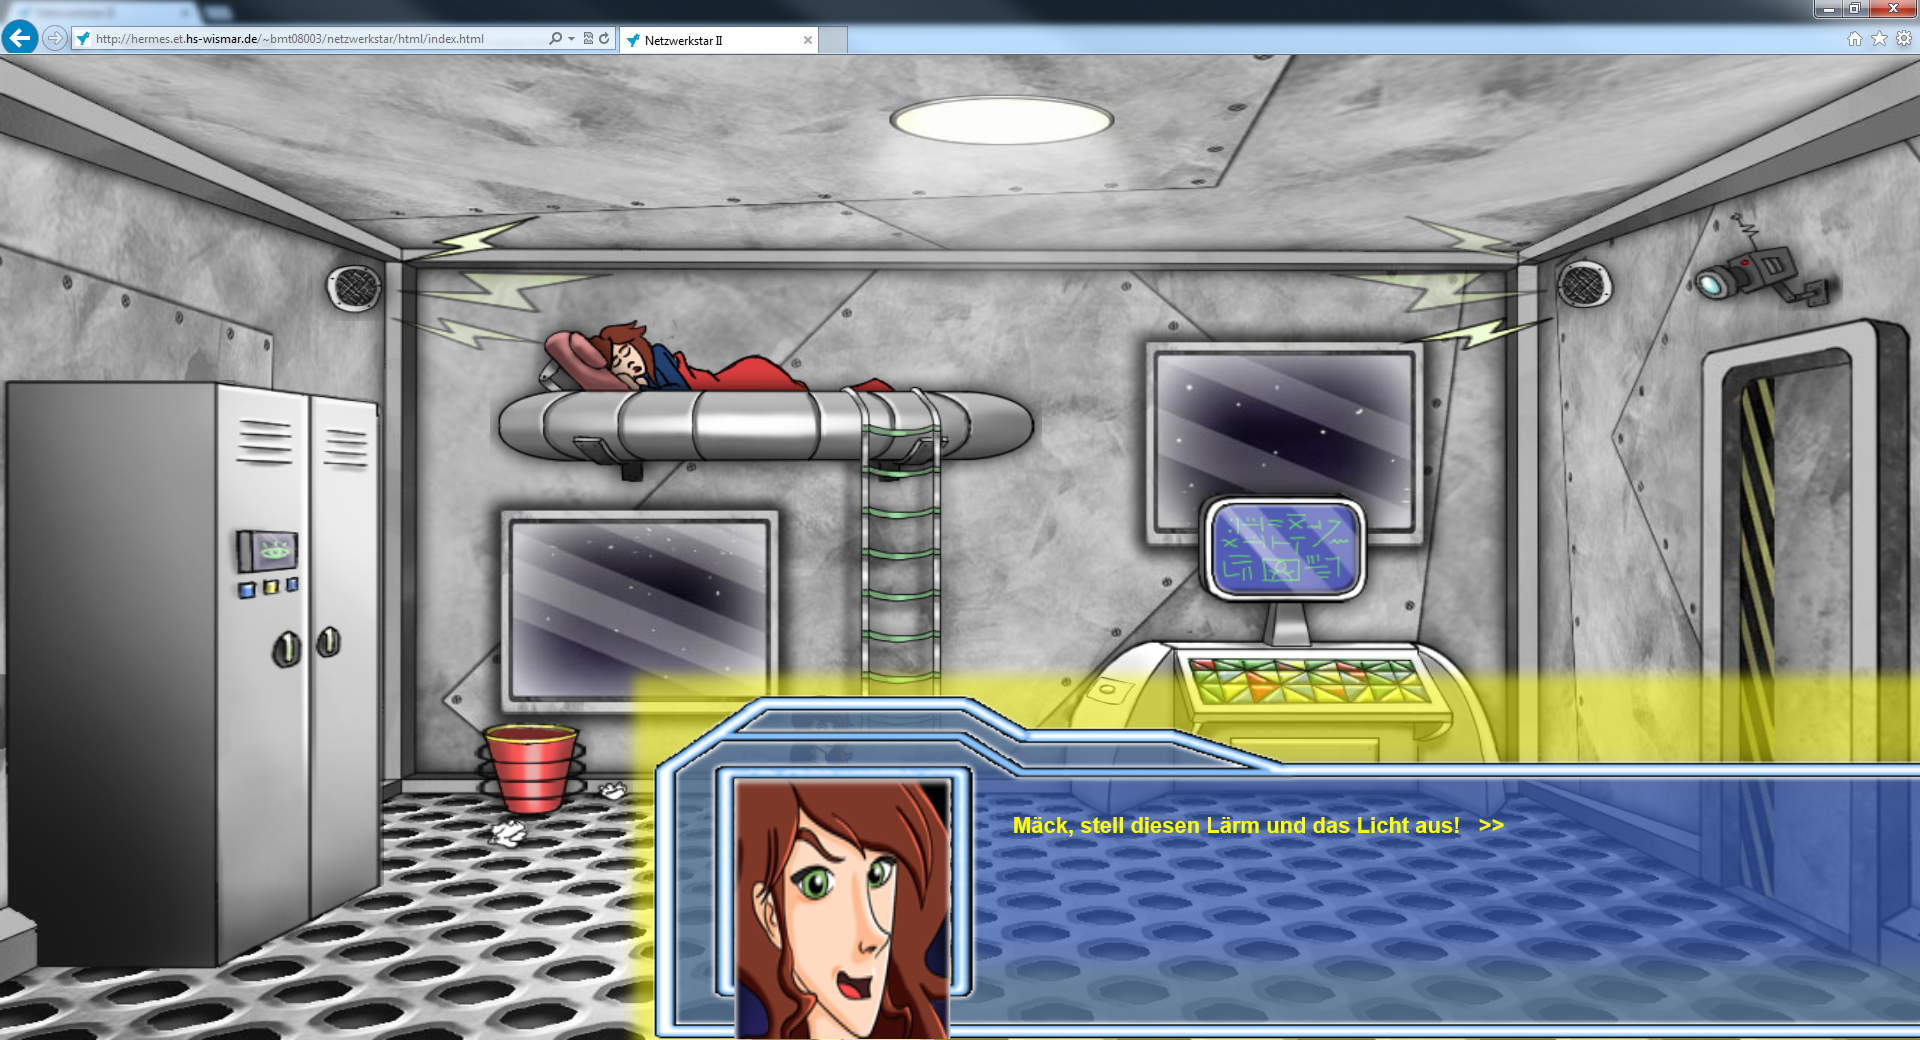 http://hermes.et.hs-wismar.de/~bmt08003/netzwerkstar/html/index.html
Netzwerkstar II
Mäck, stell diesen Lärm und das Licht aus! >>